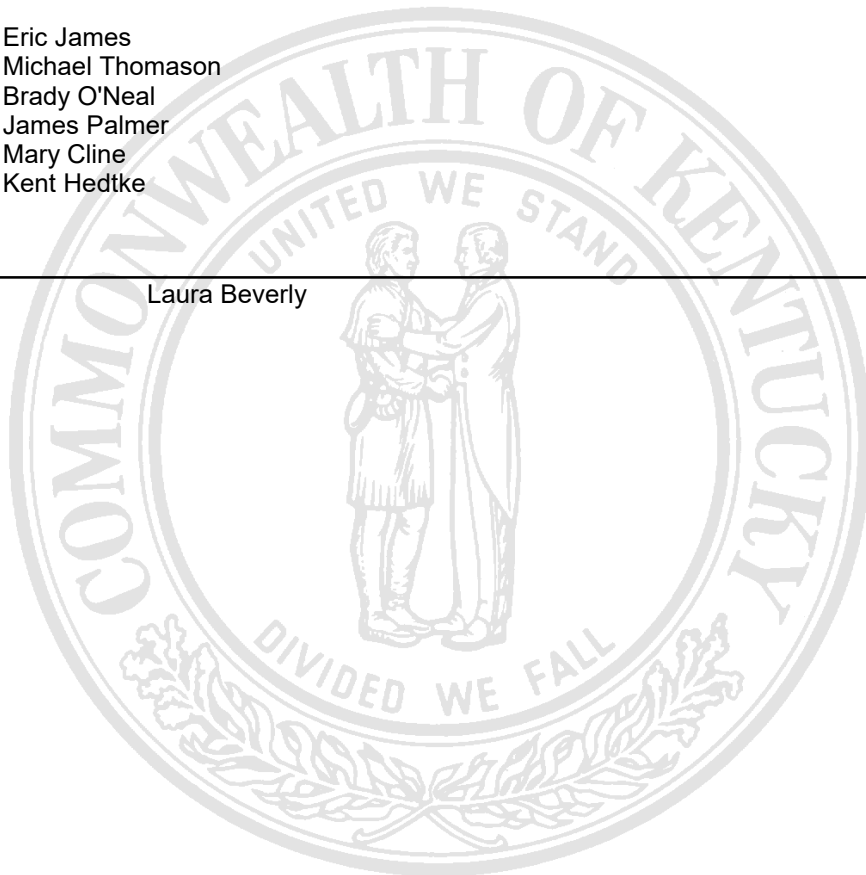 Eric James
Michael Thomason
Brady O'Neal
James Palmer
Mary Cline
Kent Hedtke
Laura Beverly
COMMONWEALTH OF KENTUCKY
UNITED WE STAND
DIVIDED WE FALL